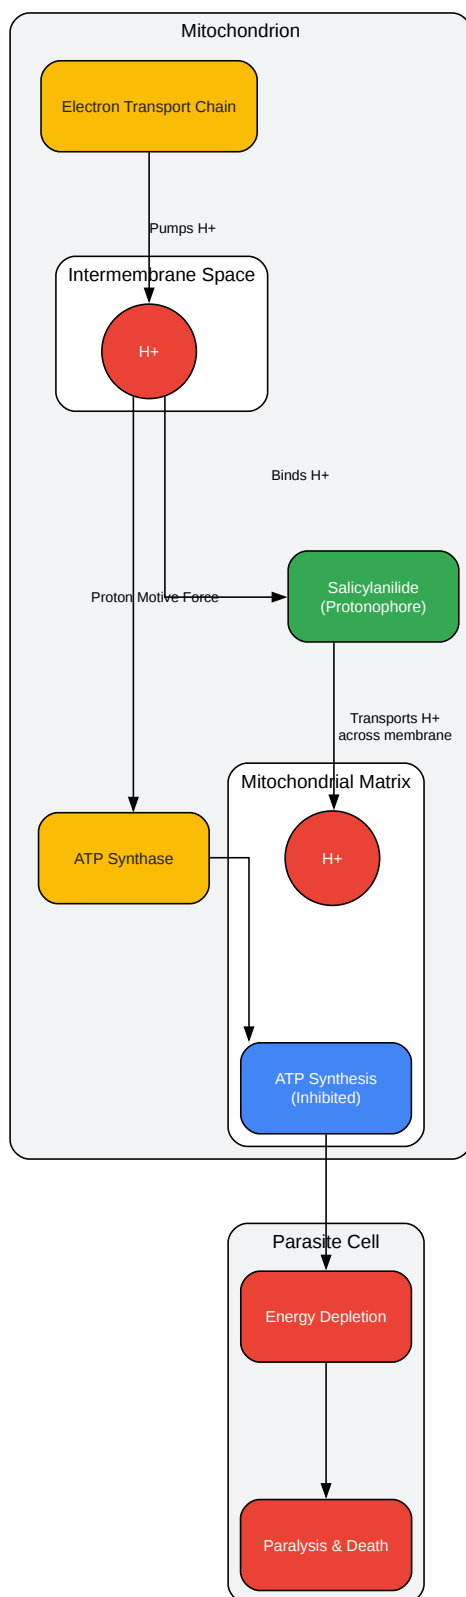 Mitochondrion
Electron Transport Chain
Pumps H+
Intermembrane Space
H+
Binds H+
Salicylanilide
(Protonophore)
Proton Motive Force
Transports H+
across membrane
Mitochondrial Matrix
H+
ATP Synthase
ATP Synthesis
(Inhibited)
Parasite Cell
Energy Depletion
Paralysis & Death